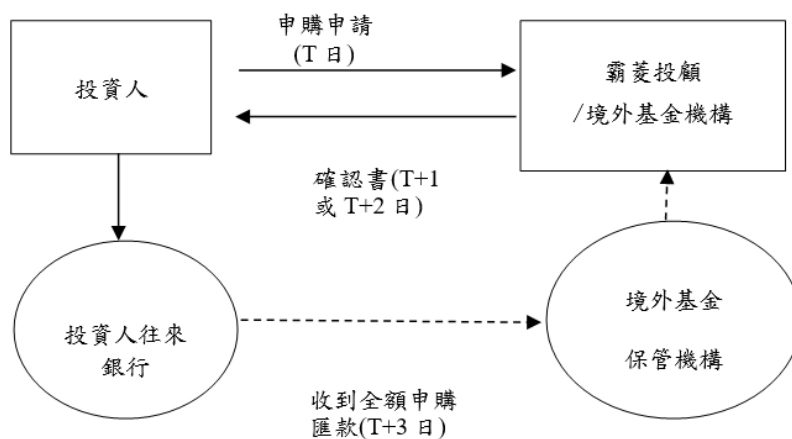 申購申請
(T 日)
投資人
霸菱投顧
/境外基金機構
確認書(T+1
或 T+2 日)
投資人往來
銀行
境外基金
保管機構
收到全額申購
匯款(T+3 日)